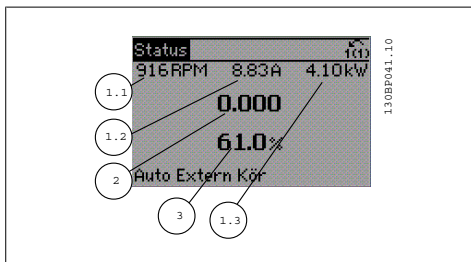 Status 1(1)
916RPM 8.83A 4.10kW
0.000
61.0%
Auto Extern Kör
1.1
1.2
2
3
1.3
130BP041.10